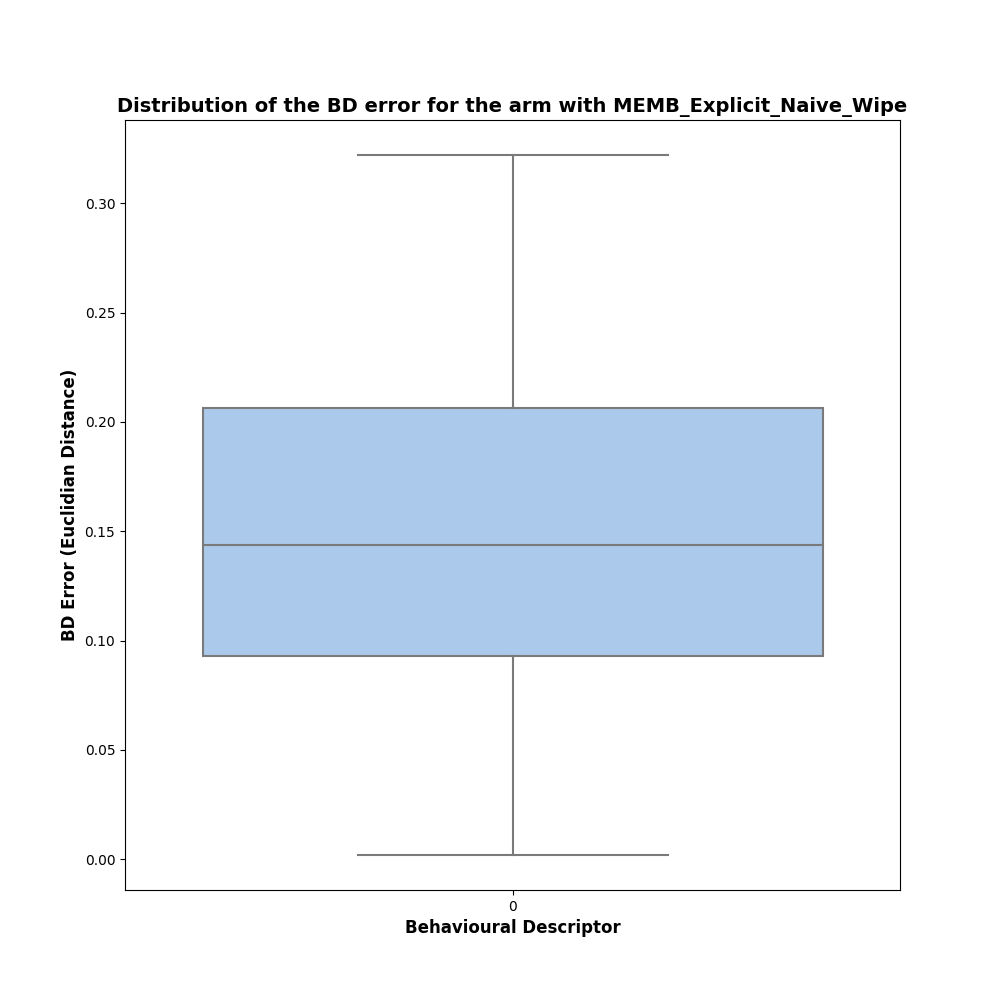 Distribution of the BD error for the arm with MEMB_Explicit_Naive_Wipe
0.30
0.25
0.20
0.15
0.10
0.05
0.00
BD Error (Euclidian Distance)
0
Behavioural Descriptor